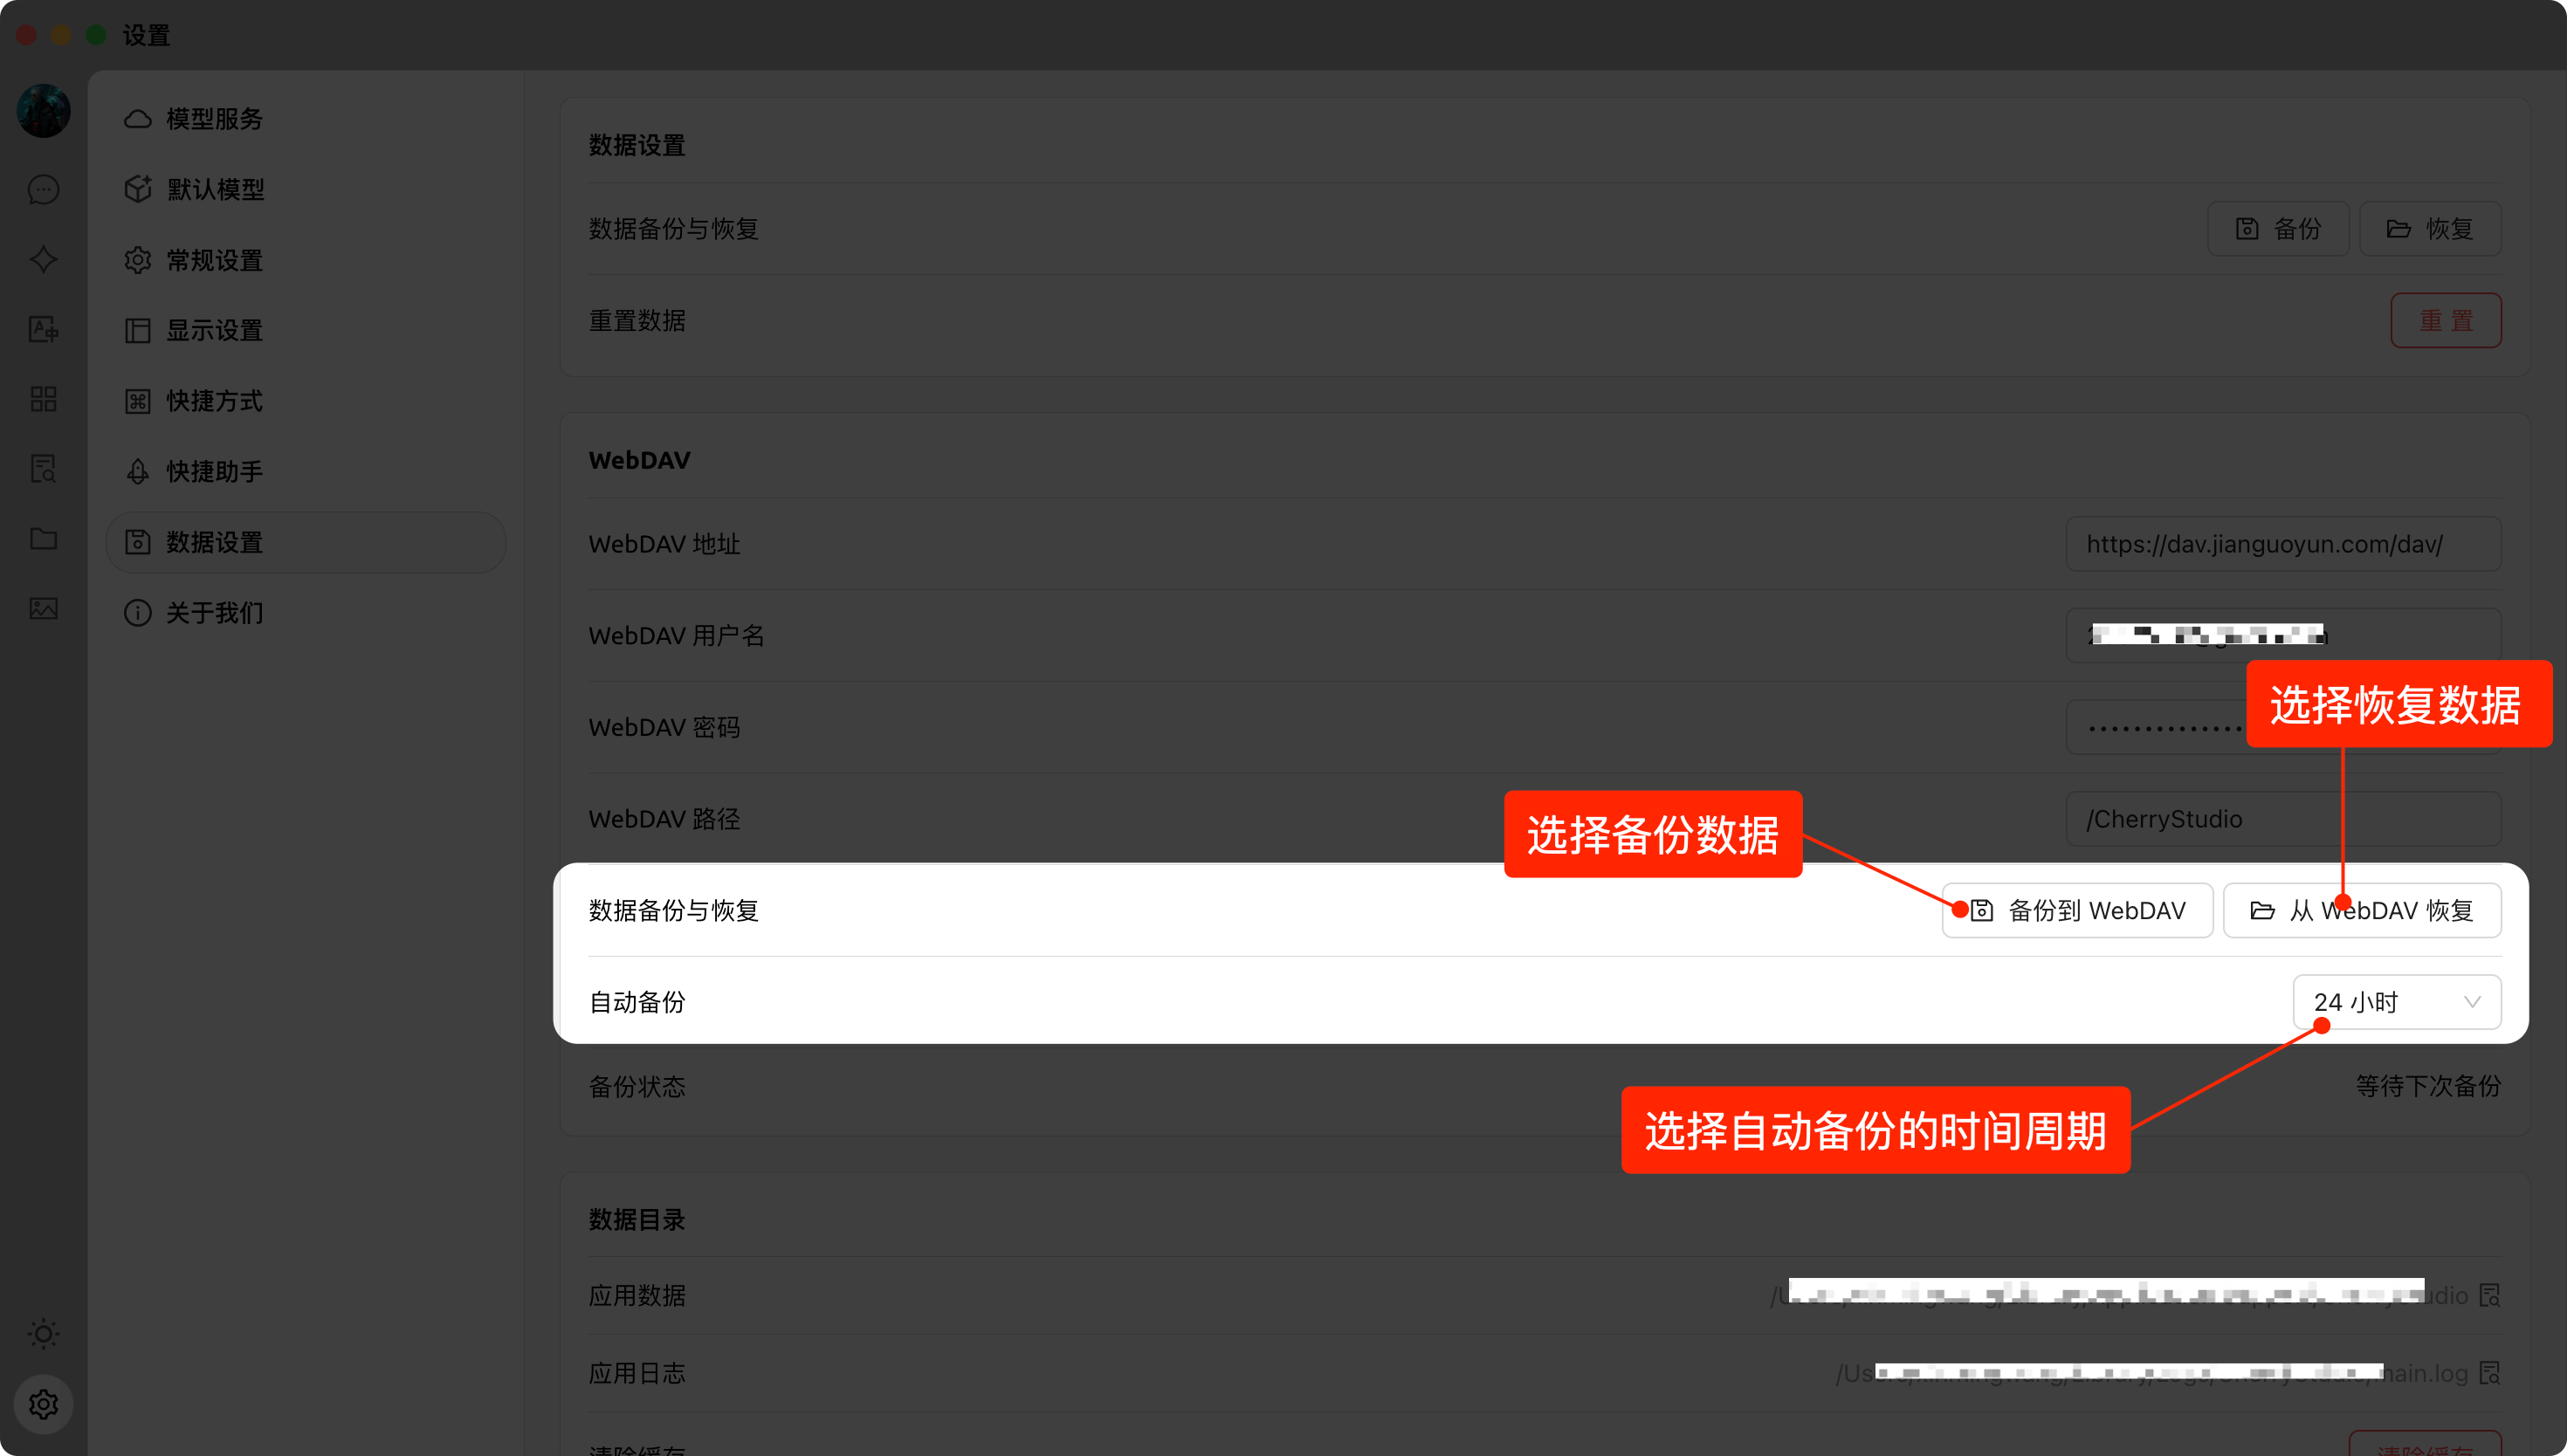 设置
模型服务
默认模型
常规设置
显示设置
快捷方式
快捷助手
数据设置
关于我们
数据设置
数据备份与恢复
备份
恢复
重置数据
重置
WebDAV
WebDAV 地址
https://dav.jianguoyun.com/dav/
WebDAV 用户名
WebDAV 密码
选择恢复数据
WebDAV 路径
/CherryStudio
选择备份数据
数据备份与恢复
备份到 WebDAV
从 WebDAV 恢复
自动备份
24 小时
备份状态
等待下次备份
选择自动备份的时间周期
数据目录
应用数据
应用日志
main.log
清除缓存
清除缓存